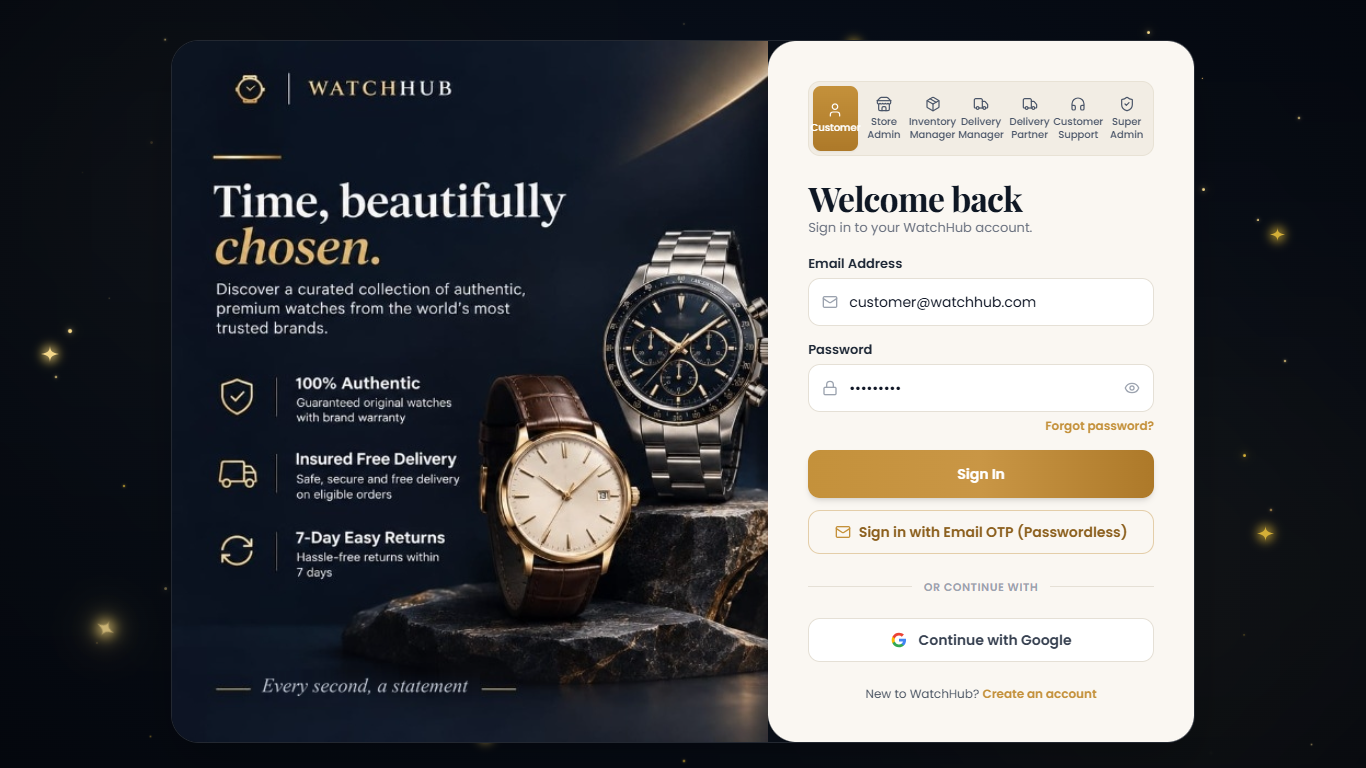 WATCHHUB
Time, beautifully
chosen.
Discover a curated collection of authentic,
premium watches from the world's most
trusted brands.
100% Authentic
Guaranteed original watches
with brand warranty
Insured Free Delivery
Safe, secure and free delivery
on eligible orders
7-Day Easy Returns
Hassle-free returns within
7 days
Every second, a statement
Customer
Store
Admin
Inventory
Manager
Delivery
Manager
Delivery
Partner
Customer
Support
Super
Admin
Welcome back
Sign in to your WatchHub account.
Email Address
customer@watchhub.com
Password
•••••••••
Forgot password?
Sign In
Sign in with Email OTP (Passwordless)
OR CONTINUE WITH
Continue with Google
New to WatchHub? Create an account